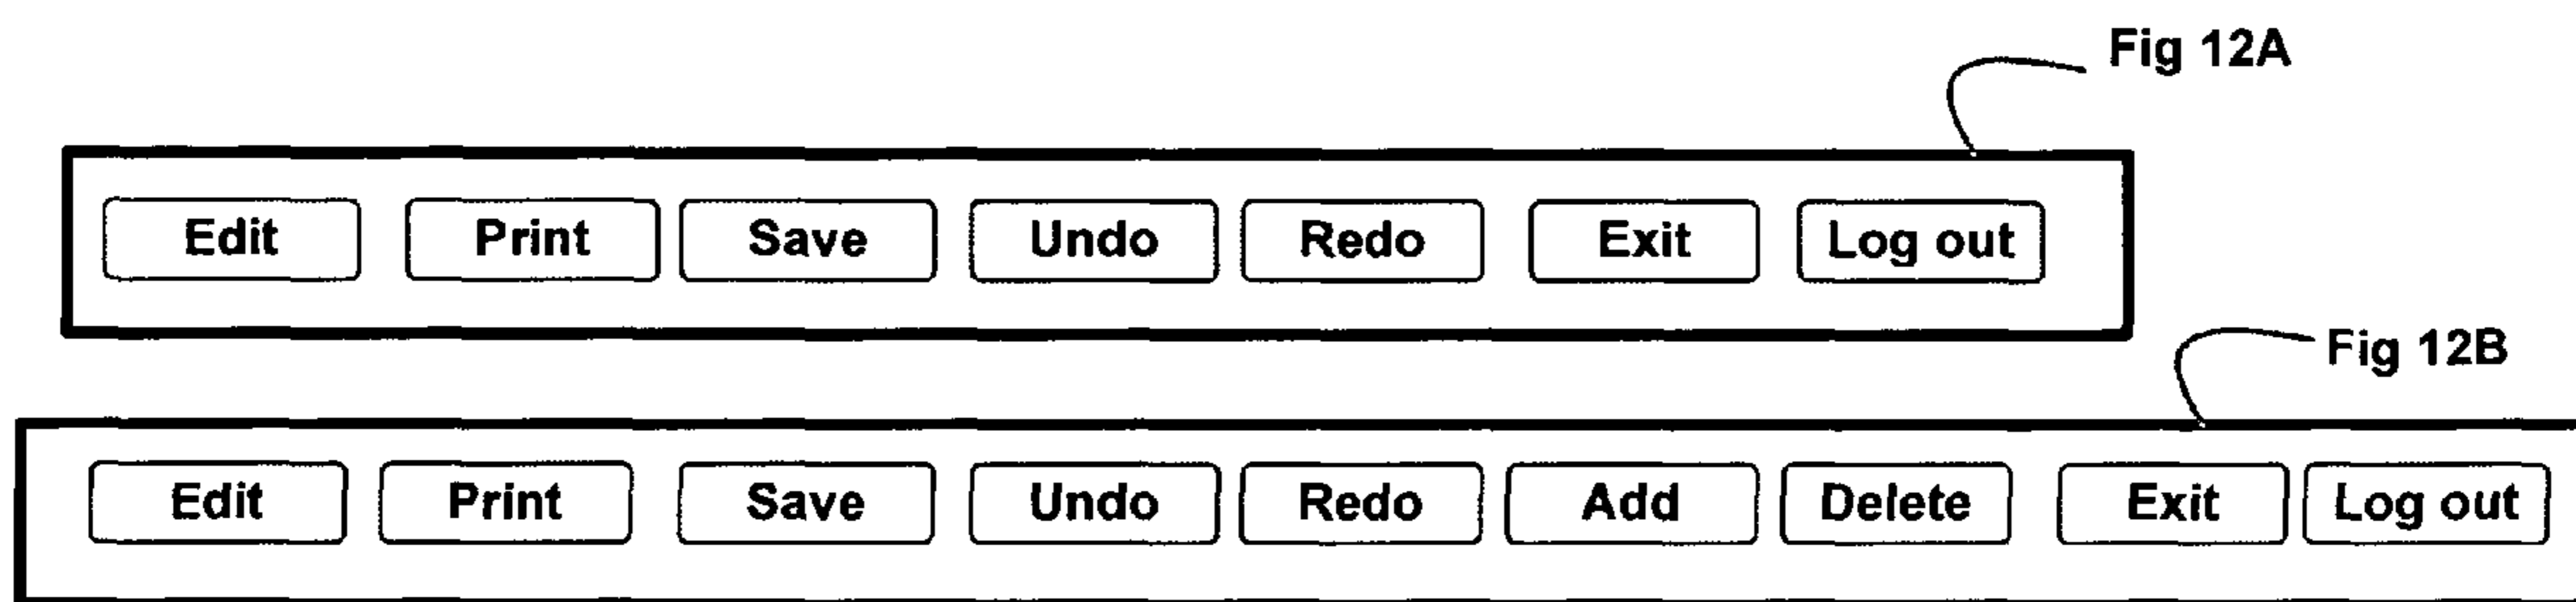 Fig 12A
Edit Print Save Undo Redo Exit Log out
Fig 12B
Edit Print Save Undo Redo Add Delete Exit Log out